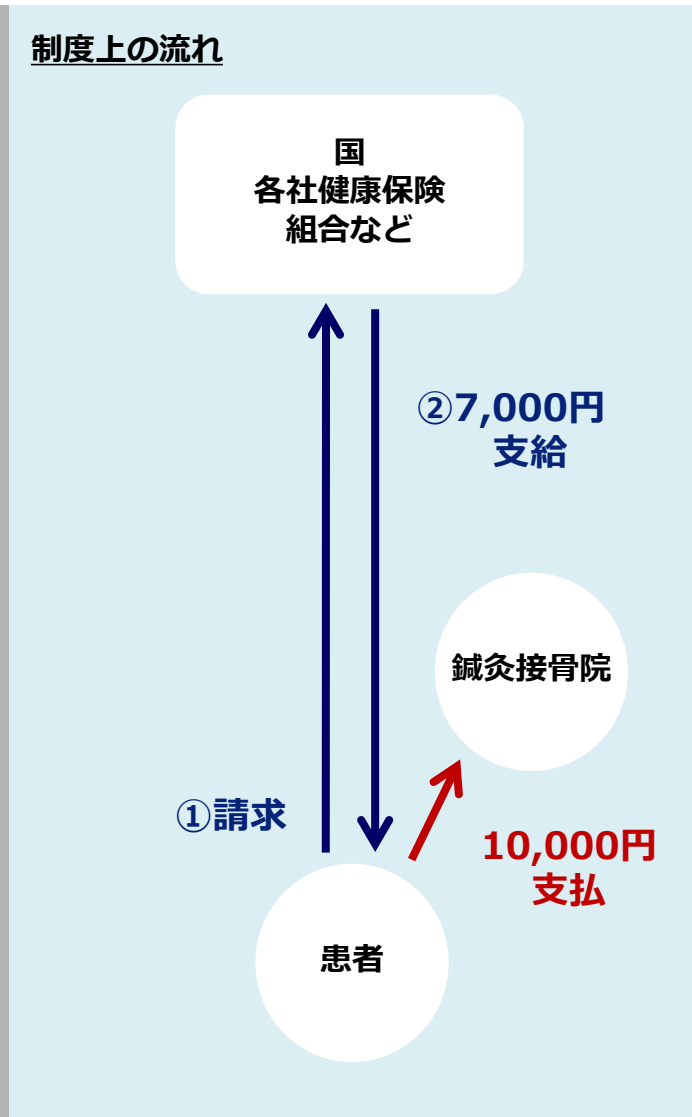 制度上の流れ
国
各社健康保険
組合など
②7,000円
支給
鍼灸接骨院
①請求
10,000円
支払
患者